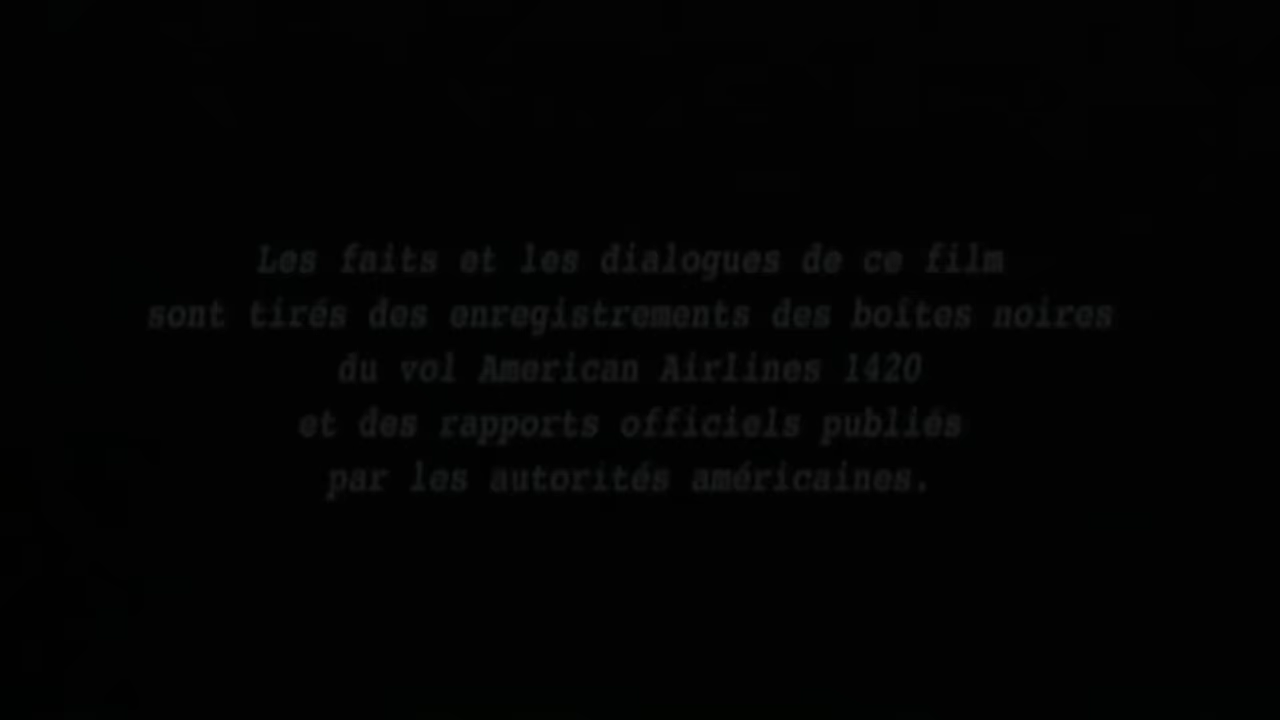 Les faits et les dialogues de ce film
sont tirés des enregistrements des boîtes noires
du vol American Airlines 1420
et des rapports officiels publiés
par les autorités américaines.